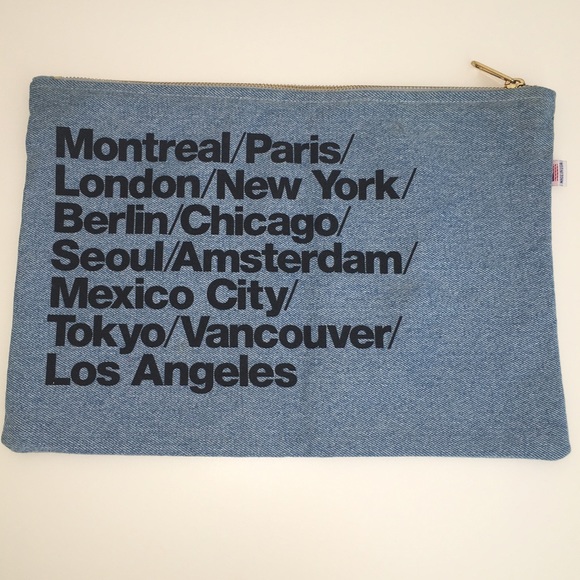 Montreal/Paris/
London/New York/
Berlin/Chicago/
Seoul/Amsterdam/
Mexico City/
Tokyo/Vancouver/
Los Angeles